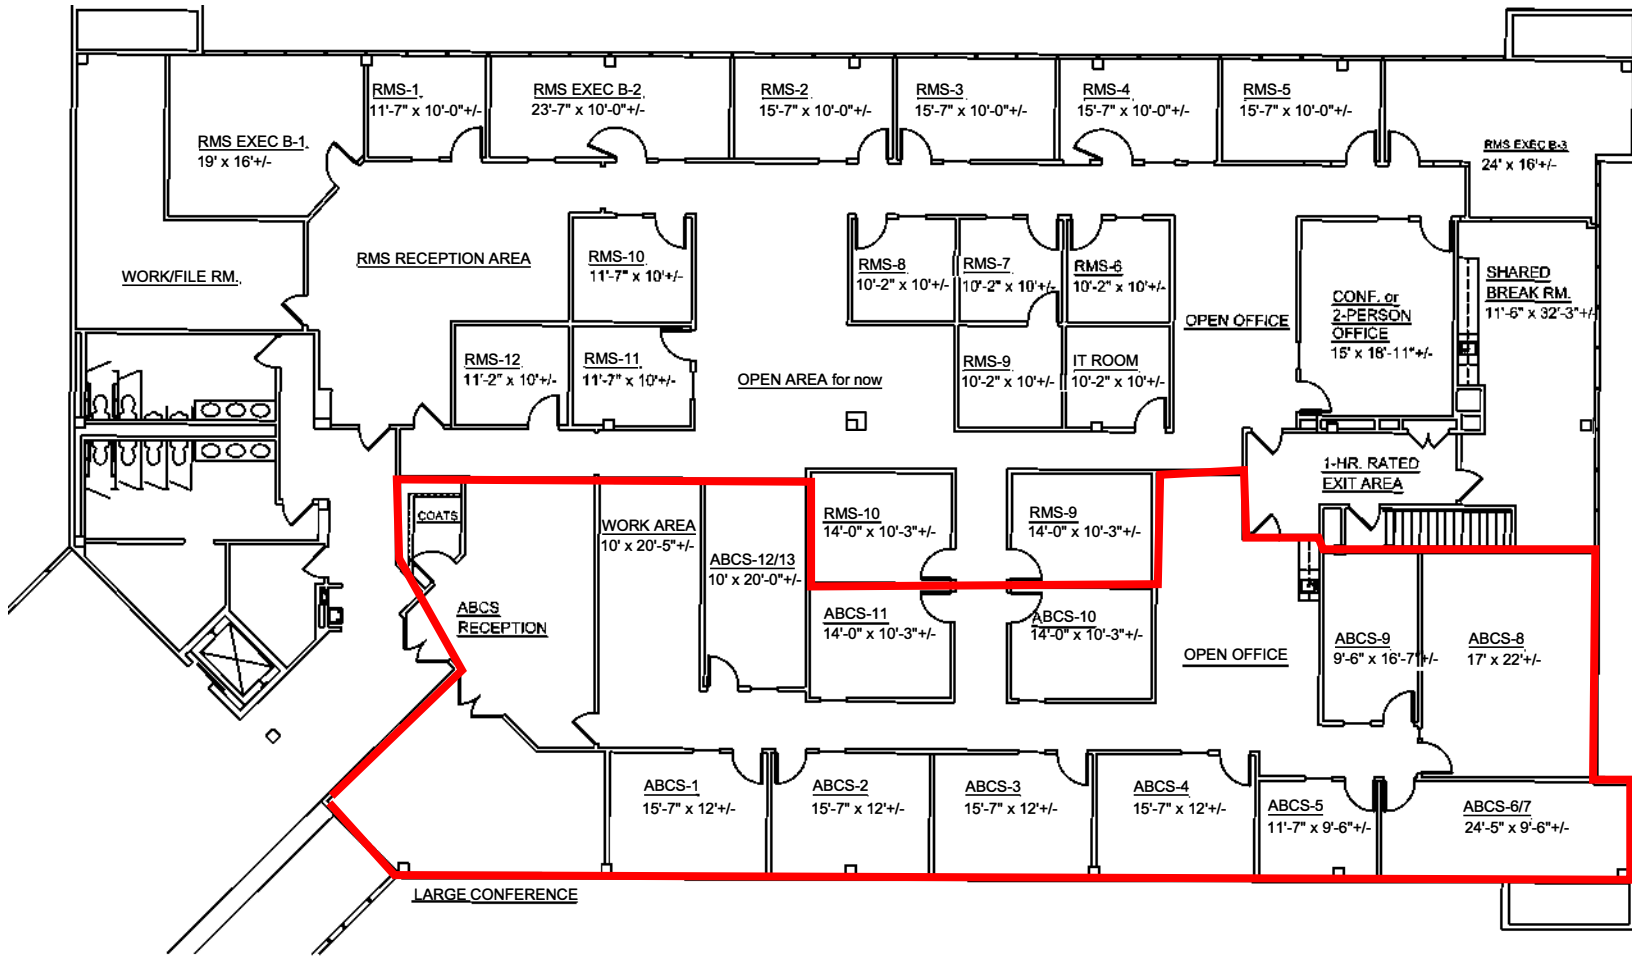 RMS-1
11'-7" x 10'-0"+/-
RMS EXEC B-2
23'-7" x 10'-0"+/-
RMS-2
15'-7" x 10'-0"+/-
RMS-3
15'-7" x 10'-0"+/-
RMS-4
15'-7" x 10'-0"+/-
RMS-5
15'-7" x 10'-0"+/-
RMS EXEC B-1
19' x 16'+/-
RMS EXEC B-3
24' x 16'+/-
WORK/FILE RM.
RMS RECEPTION AREA
RMS-10
11'-7" x 10'+/-
RMS-8
10'-2" x 10'+/-
RMS-7
10'-2" x 10'+/-
RMS-6
10'-2" x 10'+/-
OPEN OFFICE
CONF. or
2-PERSON
OFFICE
15' x 18'-11"+/-
SHARED
BREAK RM.
11'-6" x 32'-3"+/-
RMS-12
11'-2" x 10'+/-
RMS-11
11'-7" x 10'+/-
OPEN AREA for now
RMS-9
10'-2" x 10'+/-
IT ROOM
10'-2" x 10'+/-
1-HR. RATED
EXIT AREA
COATS
WORK AREA
10' x 20'-5"+/-
ABCS-12/13
10' x 20'-0"+/-
RMS-10
14'-0" x 10'-3"+/-
RMS-9
14'-0" x 10'-3"+/-
ABCS
RECEPTION
ABCS-11
14'-0" x 10'-3"+/-
ABCS-10
14'-0" x 10'-3"+/-
OPEN OFFICE
ABCS-9
9'-6" x 16'-7"+/-
ABCS-8
17' x 22'+/-
ABCS-1
15'-7" x 12'+/-
ABCS-2
15'-7" x 12'+/-
ABCS-3
15'-7" x 12'+/-
ABCS-4
15'-7" x 12'+/-
ABCS-5
11'-7" x 9'-6"+/-
ABCS-6/7
24'-5" x 9'-6"+/-
LARGE CONFERENCE